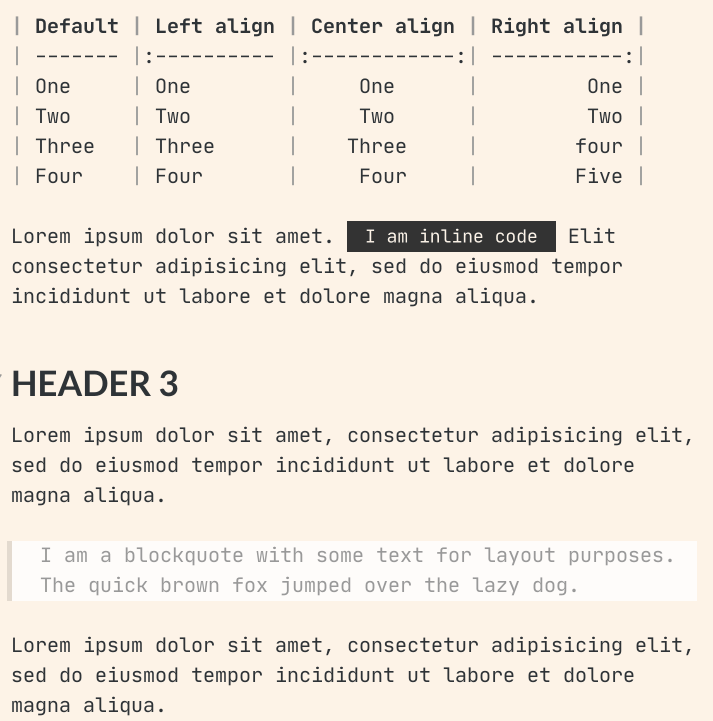 | Default | Left align | Center align | Right align |
| ------- |:---------- |:------------:| -----------:|
| One     | One        |     One      |         One |
| Two     | Two        |     Two      |         Two |
| Three   | Three      |    Three     |        four |
| Four    | Four       |     Four     |        Five |
Lorem ipsum dolor sit amet. I am inline code Elit
consectetur adipisicing elit, sed do eiusmod tempor
incididunt ut labore et dolore magna aliqua.
HEADER 3
Lorem ipsum dolor sit amet, consectetur adipisicing elit,
sed do eiusmod tempor incididunt ut labore et dolore
magna aliqua.
I am a blockquote with some text for layout purposes.
The quick brown fox jumped over the lazy dog.
Lorem ipsum dolor sit amet, consectetur adipisicing elit,
sed do eiusmod tempor incididunt ut labore et dolore
magna aliqua.